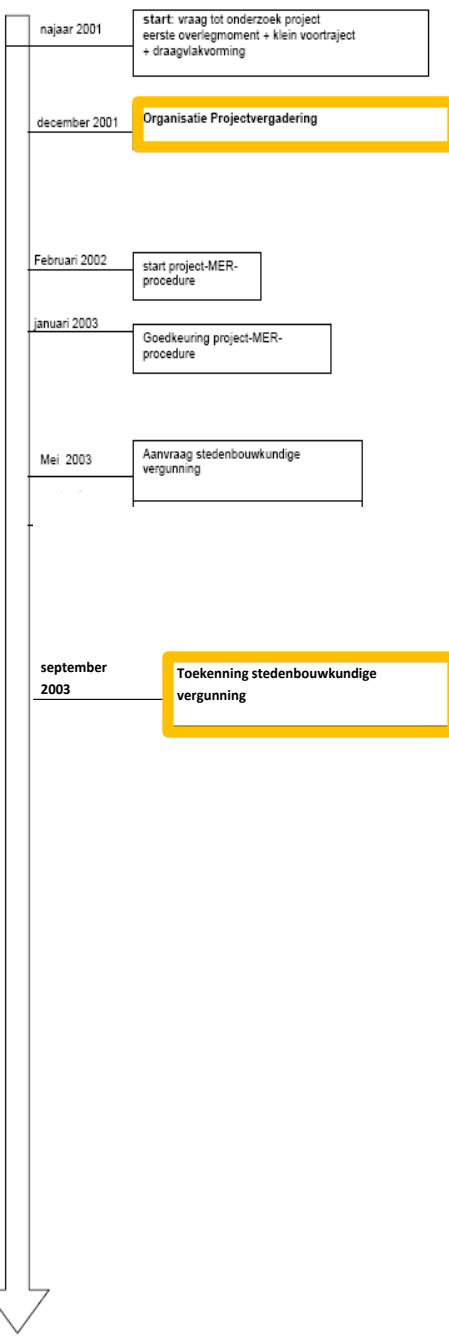 najaar 2001
start: vraag tot onderzoek project
eerste overlegmoment + klein voortraject
+ draagvlakvorming
december 2001
Organisatie Projectvergadering
Februari 2002
start project-MER-
procedure
januari 2003
Goedkeuring project-MER-
procedure
Mei 2003
Aanvraag stedenbouwkundige
vergunning
september
2003
Toekenning stedenbouwkundige
vergunning